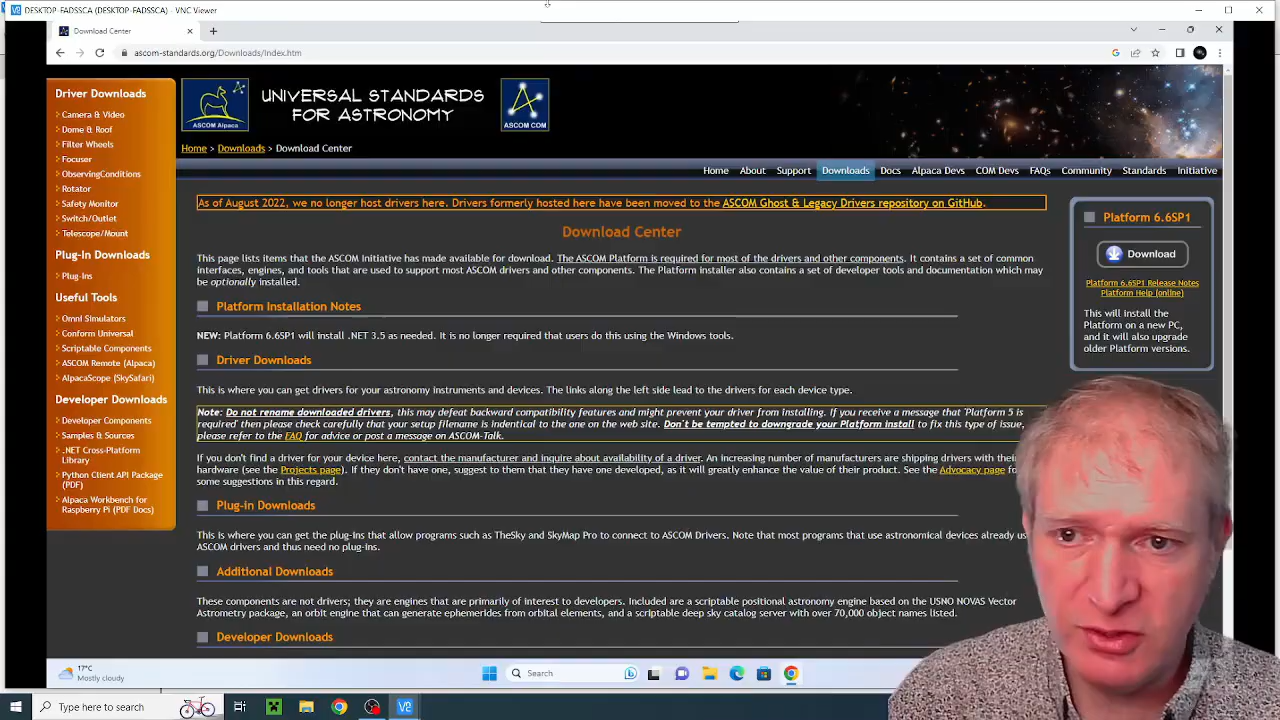 DESKTOP-FADSSCA (DESKTOP-FADSSCA) - VNC Viewer
Download Center
ascom-standards.org/Downloads/Index.htm
Driver Downloads
Camera & Video
Dome & Roof
Filter Wheels
Focuser
ObservingConditions
Rotator
Safety Monitor
Switch/Outlet
Telescope/Mount
Plug-In Downloads
Plug-Ins
Useful Tools
Omni Simulators
Conform Universal
Scriptable Components
ASCOM Remote (Alpaca)
AlpacaScope (SkySafari)
Developer Downloads
Developer Components
Samples & Sources
.NET Cross-Platform
Library
Python Client API Package
(PDF)
Alpaca Workbench for
Raspberry Pi (PDF Docs)
ASCOM Alpaca
UNIVERSAL STANDARDS
FOR ASTRONOMY
ASCOM COM
Home > Downloads > Download Center
Home About Support Downloads Docs Alpaca Devs COM Devs FAQs Community Standards Initiative
As of August 2022, we no longer host drivers here. Drivers formerly hosted here have been moved to the ASCOM Ghost & Legacy Drivers repository on GitHub.
Download Center
This page lists items that the ASCOM Initiative has made available for download. The ASCOM Platform is required for most of the drivers and other components. It contains a set of common
interfaces, engines, and tools that are used to support most ASCOM drivers and other components. The Platform installer also contains a set of developer tools and documentation which may
be optionally installed.
Platform Installation Notes
NEW: Platform 6.6SP1 will install .NET 3.5 as needed. It is no longer required that users do this using the Windows tools.
Driver Downloads
This is where you can get drivers for your astronomy instruments and devices. The links along the left side lead to the drivers for each device type.
Note: Do not rename downloaded drivers, this may defeat backward compatibility features and might prevent your driver from installing. If you receive a message that 'Platform 5 is
required' then please check carefully that your setup filename is indentical to the one on the web site. Don't be tempted to change your Platform install to fix this type of issue,
please refer to the FAQ for advice or post a message on ASCOM-Talk.
If you don't find a driver for your device here, contact the manufacturer and inquire about availability of a driver. An increasing number of manufacturers are shipping drivers with their
hardware (see the Projects page). If they don't have one, suggest to them that they have one developed, as it will greatly enhance the of their product. See the Advocacy page for
some suggestions in this regard.
Plug-in Downloads
This is where you can get the plug-ins that allow programs such as TheSky and SkyMap Pro to connect to ASCOM Drivers. Note that most programs that use astronomical devices already us
ASCOM drivers and thus need no plug-ins.
Additional Downloads
These components are not drivers; they are engines that are primarily of interest to developers. Included are a scriptable positional astronomy engine based on the USNO NOVAS Vector
Astrometry package, an orbit engine that can generate ephemerides from orbital elements, and a scriptable deep sky catalog server with over 70,000 object names listed.
Developer Downloads
Platform 6.6SP1
Download
Platform 6.6SP1 Release Notes
Platform Help (online)
This will install the
Platform on a new PC,
and it will also upgrade
older Platform versions.
17°C
Mostly cloudy
Search
Type here to search